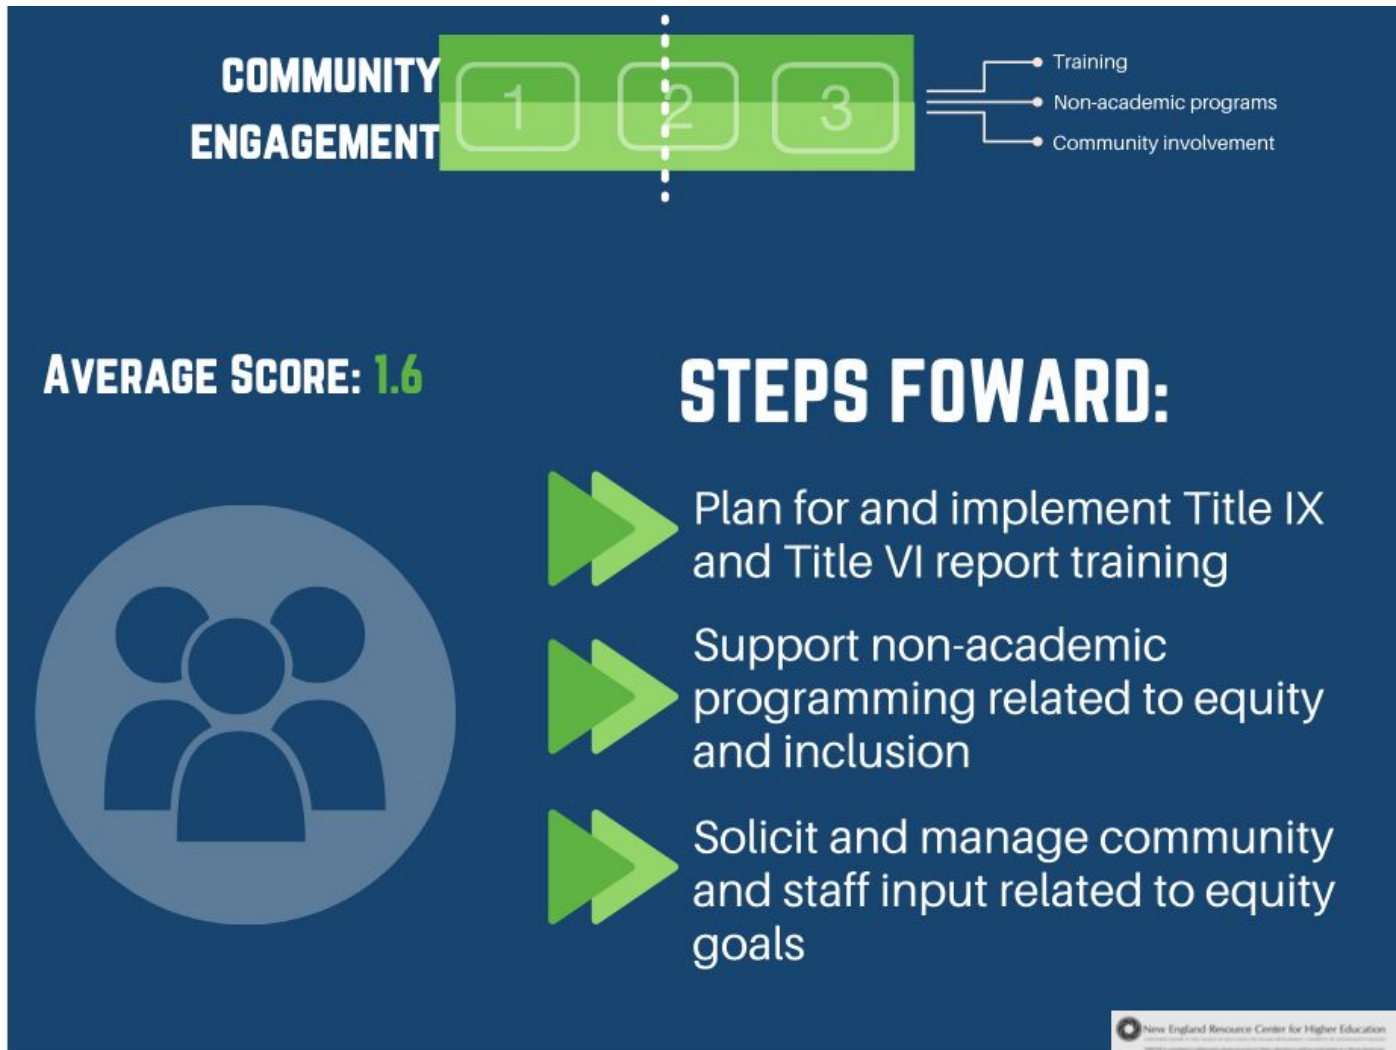 COMMUNITY
ENGAGEMENT
1 2 3
Training
Non-academic programs
Community involvement
AVERAGE SCORE: 1.6
STEPS FOWARD:
Plan for and implement Title IX
and Title VI report training
Support non-academic
programming related to equity
and inclusion
Solicit and manage community
and staff input related to equity
goals
New England Resource Center for Higher Education